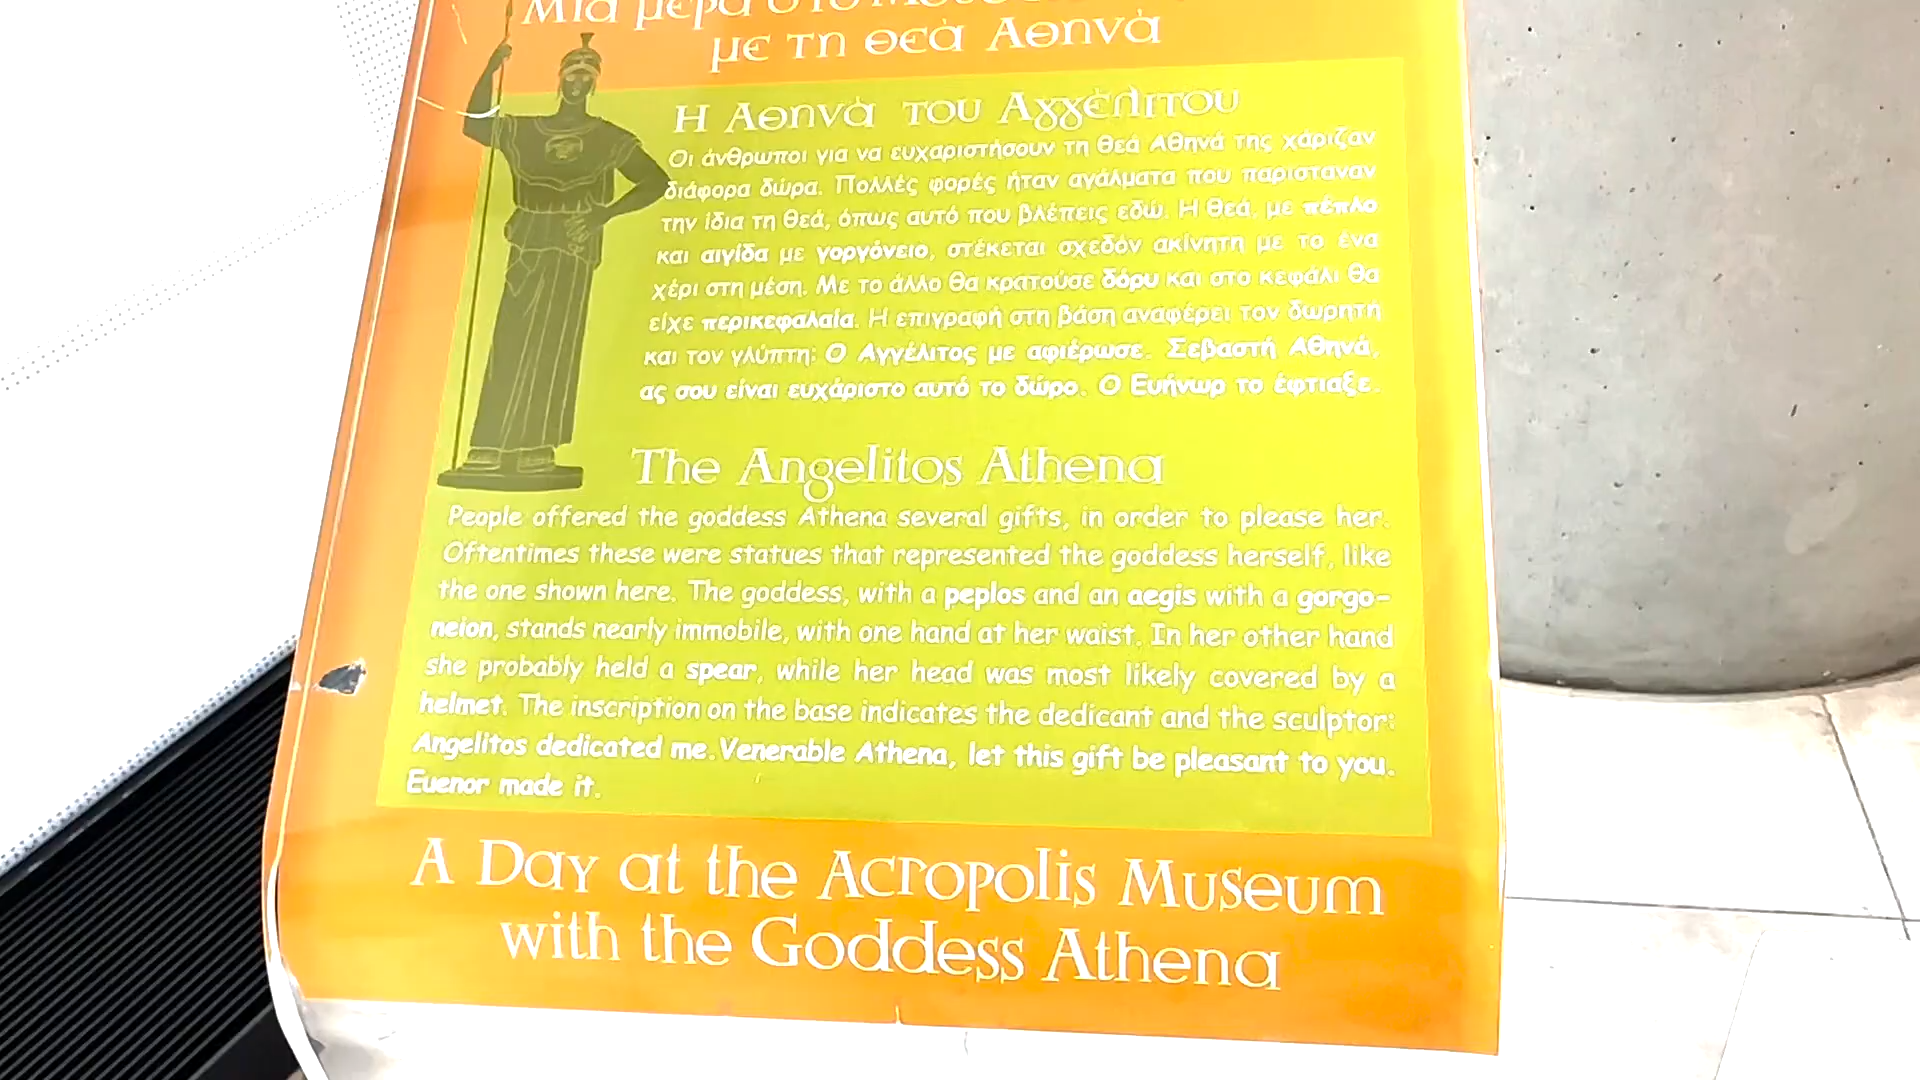 Μια μέρα στο
με τη θεά Αθηνά
Η Αθηνά του Αγγέλιτου
Οι άνθρωποι για να ευχαριστήσουν τη θεά Αθηνά της χάριζαν
διάφορα δώρα. Πολλές φορές ήταν αγάλματα που παρίσταναν
την ίδια τη θεά, όπως αυτό που βλέπεις εδώ. Η θεά, με πέπλο
και αιγίδα με γοργόνειο, στέκεται σχεδόν ακίνητη με το ένα
χέρι στη μέση. Με το άλλο θα κρατούσε δόρυ και στο κεφάλι θα
είχε περικεφαλαία. Η επιγραφή στη βάση αναφέρει τον δωρητή
και τον γλύπτη: Ο Αγγέλιτος με αφιέρωσε. Σεβαστή Αθηνά,
ας σου είναι ευχάριστο αυτό το δώρο. Ο Ευήνωρ το έφτιαξε.
The Angelitos Athena
People offered the goddess Athena several gifts, in order to please her.
Oftentimes these were statues that represented the goddess herself, like
the one shown here. The goddess, with a peplos and an aegis with a gorgo-
neion, stands nearly immobile, with one hand at her waist. In her other hand
she probably held a spear, while her head was most likely covered by a
helmet. The inscription on the base indicates the dedicant and the sculptor:
Angelitos dedicated me. Venerable Athena, let this gift be pleasant to you.
Euenor made it.
A Day at the Acropolis Museum
with the Goddess Athena